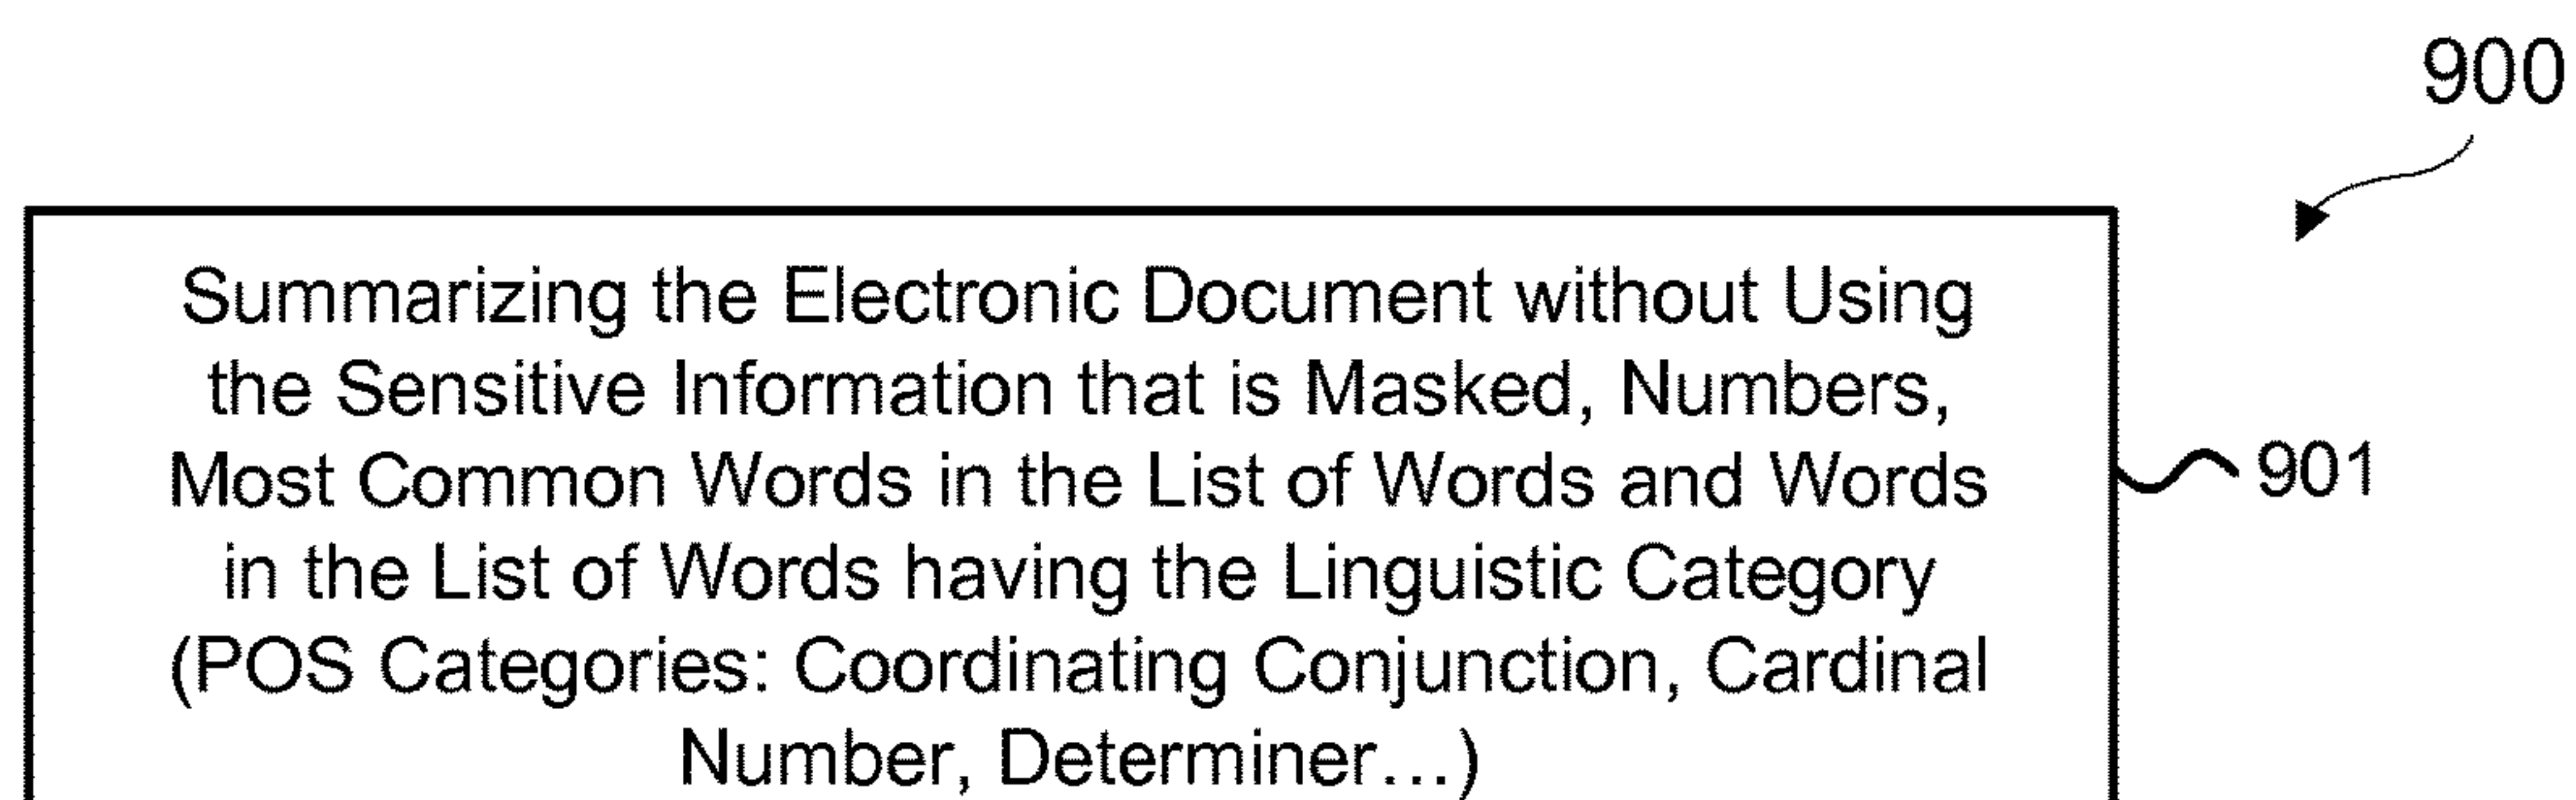 900
Summarizing the Electronic Document without Using
the Sensitive Information that is Masked, Numbers,
Most Common Words in the List of Words and Words
901
in the List of Words having the Linguistic Category
(POS Categories: Coordinating Conjunction, Cardinal
Number, Determiner...)